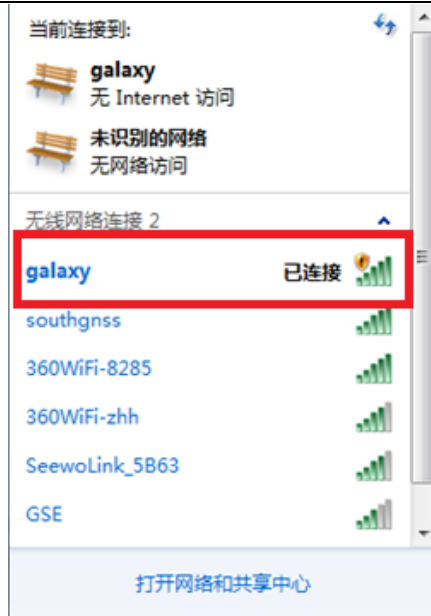 当前连接到:
galaxy
无 Internet 访问
未识别的网络
无网络访问
无线网络连接 2
galaxy 已连接
southgnss
360WiFi-8285
360WiFi-zhh
SeewoLink_5B63
GSE
打开网络和共享中心